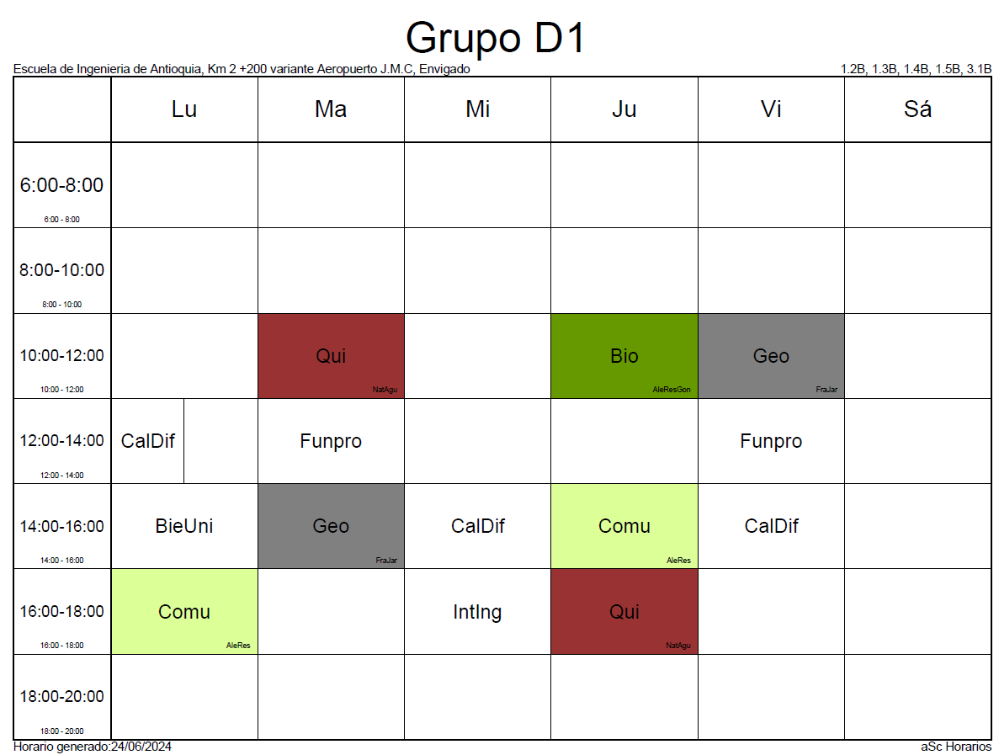 Grupo D1
Escuela de Ingenieria de Antioquia, Km 2 +200 variante Aeropuerto J.M.C, Envigado 1.2B, 1.3B, 1.4B, 1.5B, 3.1B
Lu Ma Mi Ju Vi Sá
6:00-8:00
6:00 - 8:00
8:00-10:00
8:00 - 10:00
10:00-12:00 Qui Bio Geo
10:00 - 12:00 NatAgu AleResGon FraJar
12:00-14:00 CalDif Funpro Funpro
12:00 - 14:00
14:00-16:00 BieUni Geo CalDif Comu CalDif
14:00 - 16:00 FraJar AleRes
16:00-18:00 Comu IntIng Qui
16:00 - 18:00 AleRes NatAgu
18:00-20:00
18:00 - 20:00
Horario generado:24/06/2024 aSc Horarios